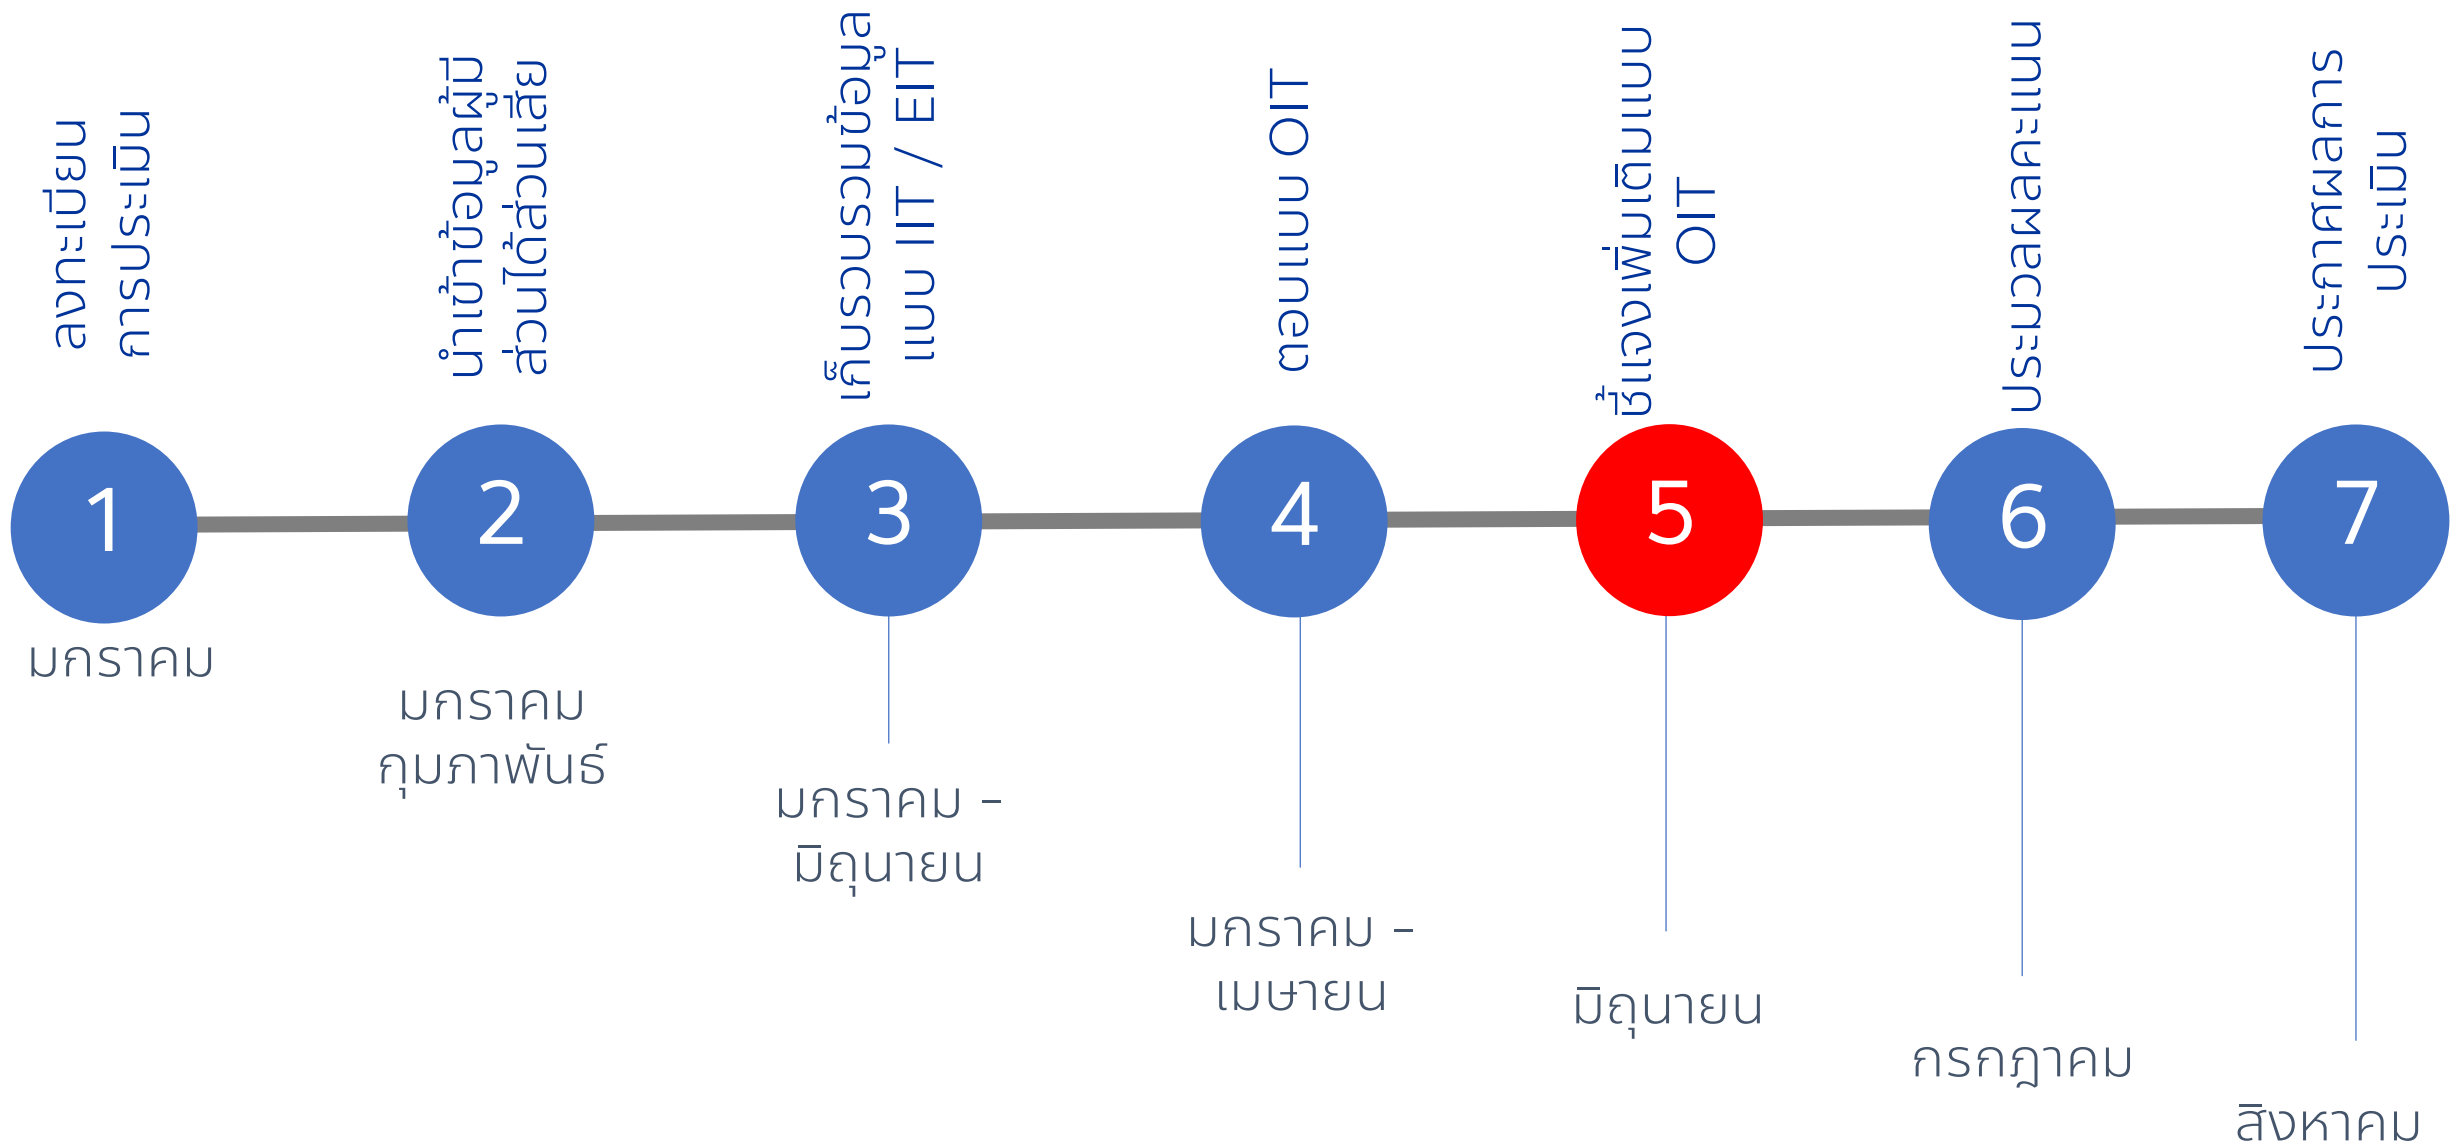 ลงทะเบียน
การประเมิน
นำเข้าข้อมูลผู้มี
ส่วนได้ส่วนเสีย
เก็บรวบรวมข้อมูล
แบบ IIT / EIT
ตอบแบบ OIT
ชี้แจงเพิ่มเติมแบบ
OIT
ประมวลผลคะแนน
ประกาศผลการ
ประเมิน
1
2
3
4
5
6
7
มกราคม
มกราคม
กุมภาพันธ์
มกราคม -
มิถุนายน
มกราคม -
เมษายน
มิถุนายน
กรกฎาคม
สิงหาคม